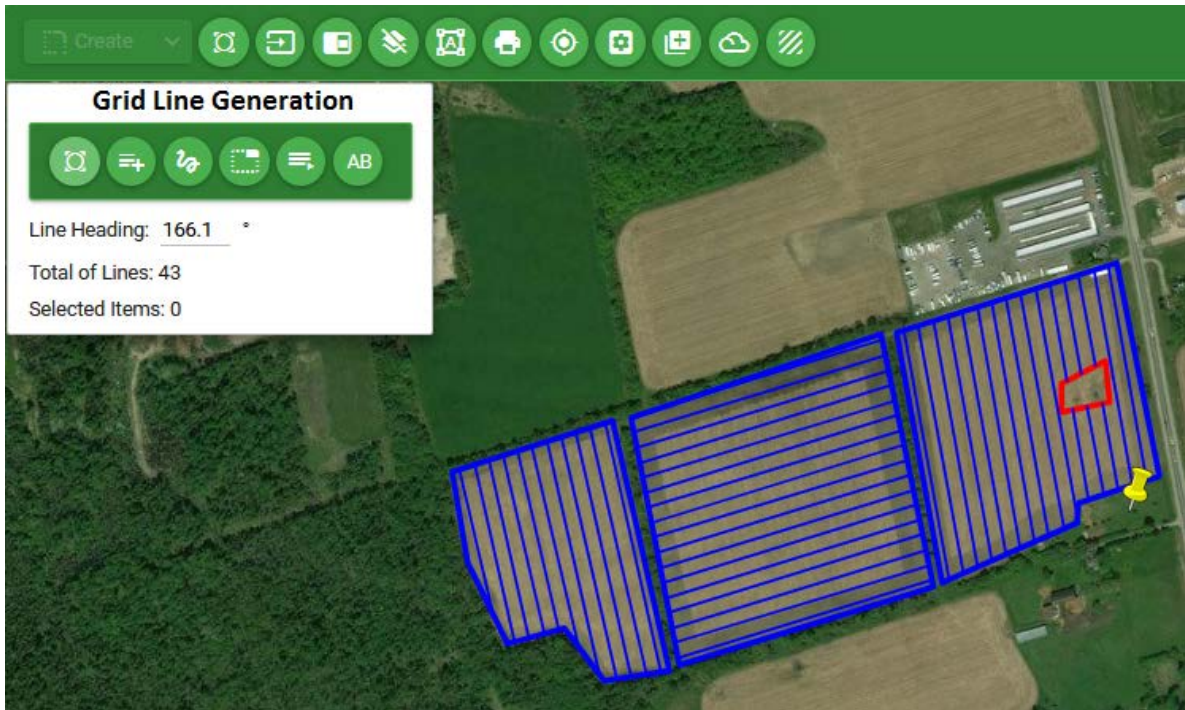 Create
A
Grid Line Generation
AB
Line Heading: 166.1 °
Total of Lines: 43
Selected Items: 0